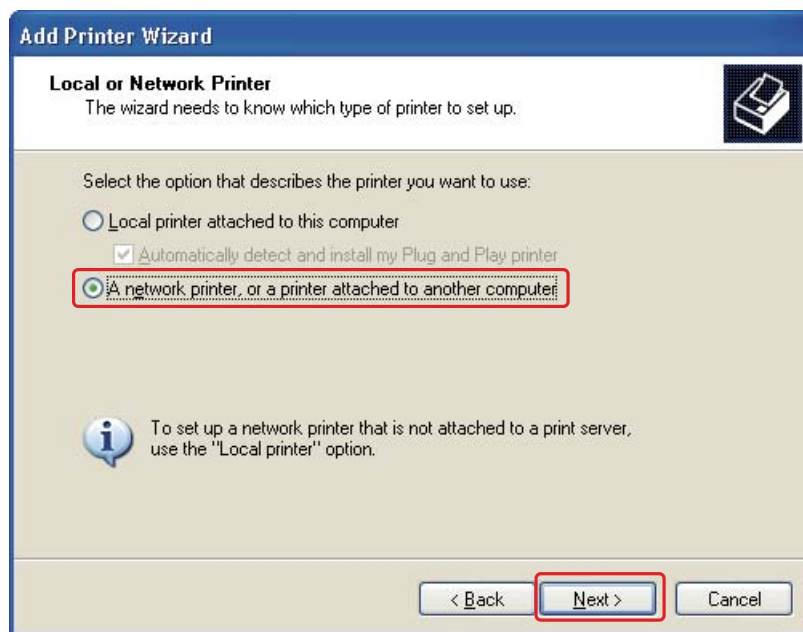 Add Printer Wizard
Local or Network Printer
The wizard needs to know which type of printer to set up.
Select the option that describes the printer you want to use:
Local printer attached to this computer
Automatically detect and install my Plug and Play printer
A network printer, or a printer attached to another computer
To set up a network printer that is not attached to a print server,
use the "Local printer" option.
< Back Next > Cancel